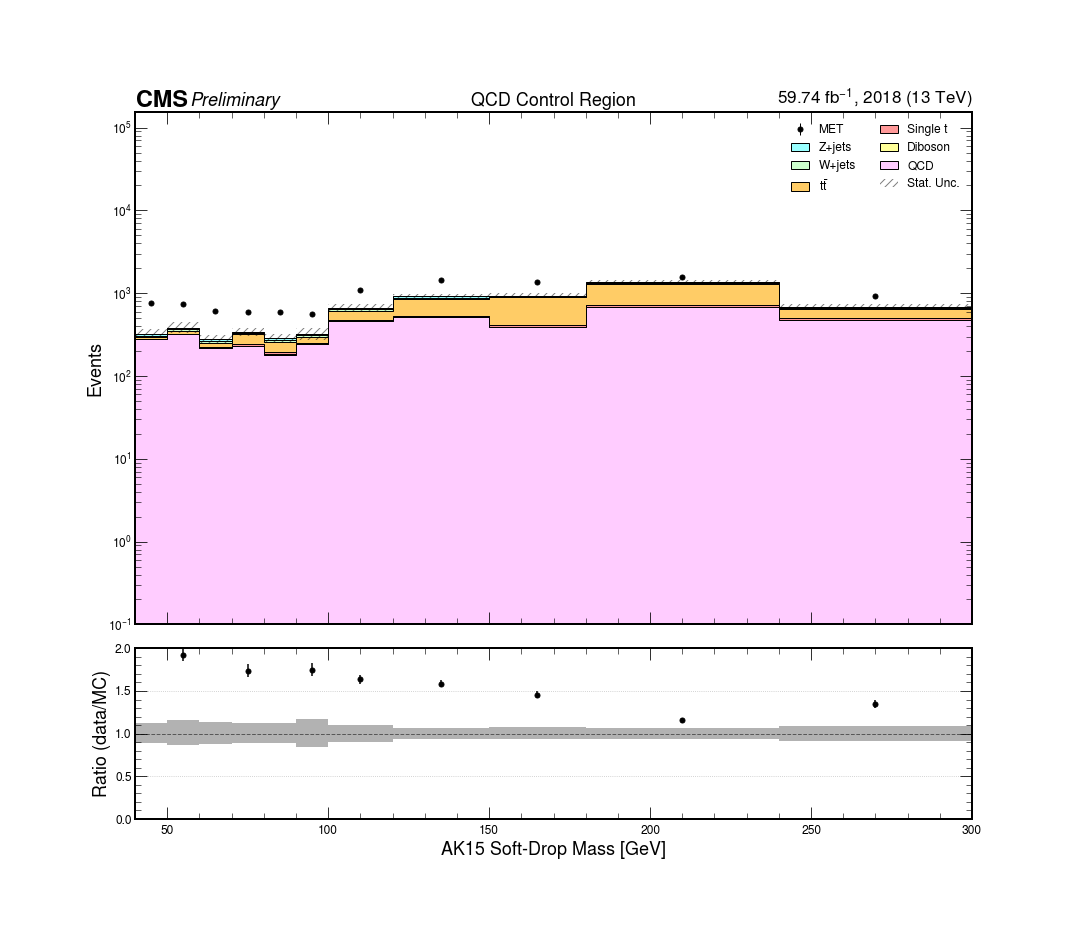 CMS Preliminary QCD Control Region 59.74 fb⁻¹, 2018 (13 TeV)
MET
Z+jets
W+jets
tt̄
Single t
Diboson
QCD
Stat. Unc.
10⁵
10⁴
10³
10²
10¹
10⁰
10⁻¹
Events
2.0
1.5
1.0
0.5
0.0
Ratio (data/MC)
50 100 150 200 250 300
AK15 Soft-Drop Mass [GeV]